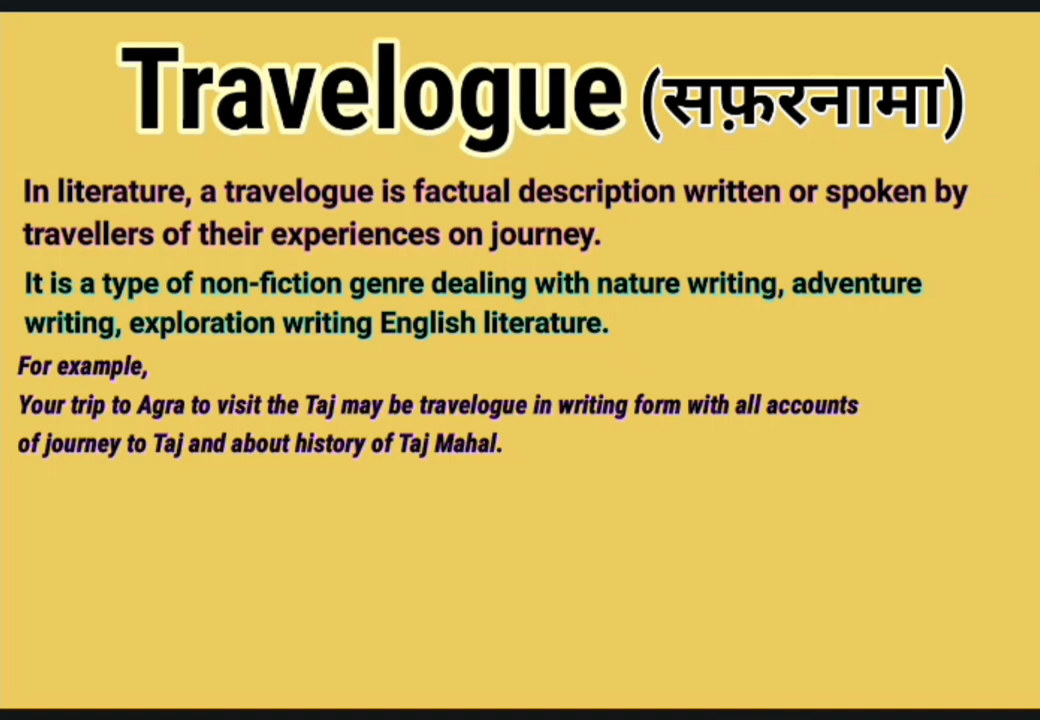 Travelogue (सफ़रनामा)
In literature, a travelogue is factual description written or spoken by
travellers of their experiences on journey.
It is a type of non-fiction genre dealing with nature writing, adventure
writing, exploration writing English literature.
For example,
Your trip to Agra to visit the Taj may be travelogue in writing form with all accounts
of journey to Taj and about history of Taj Mahal.